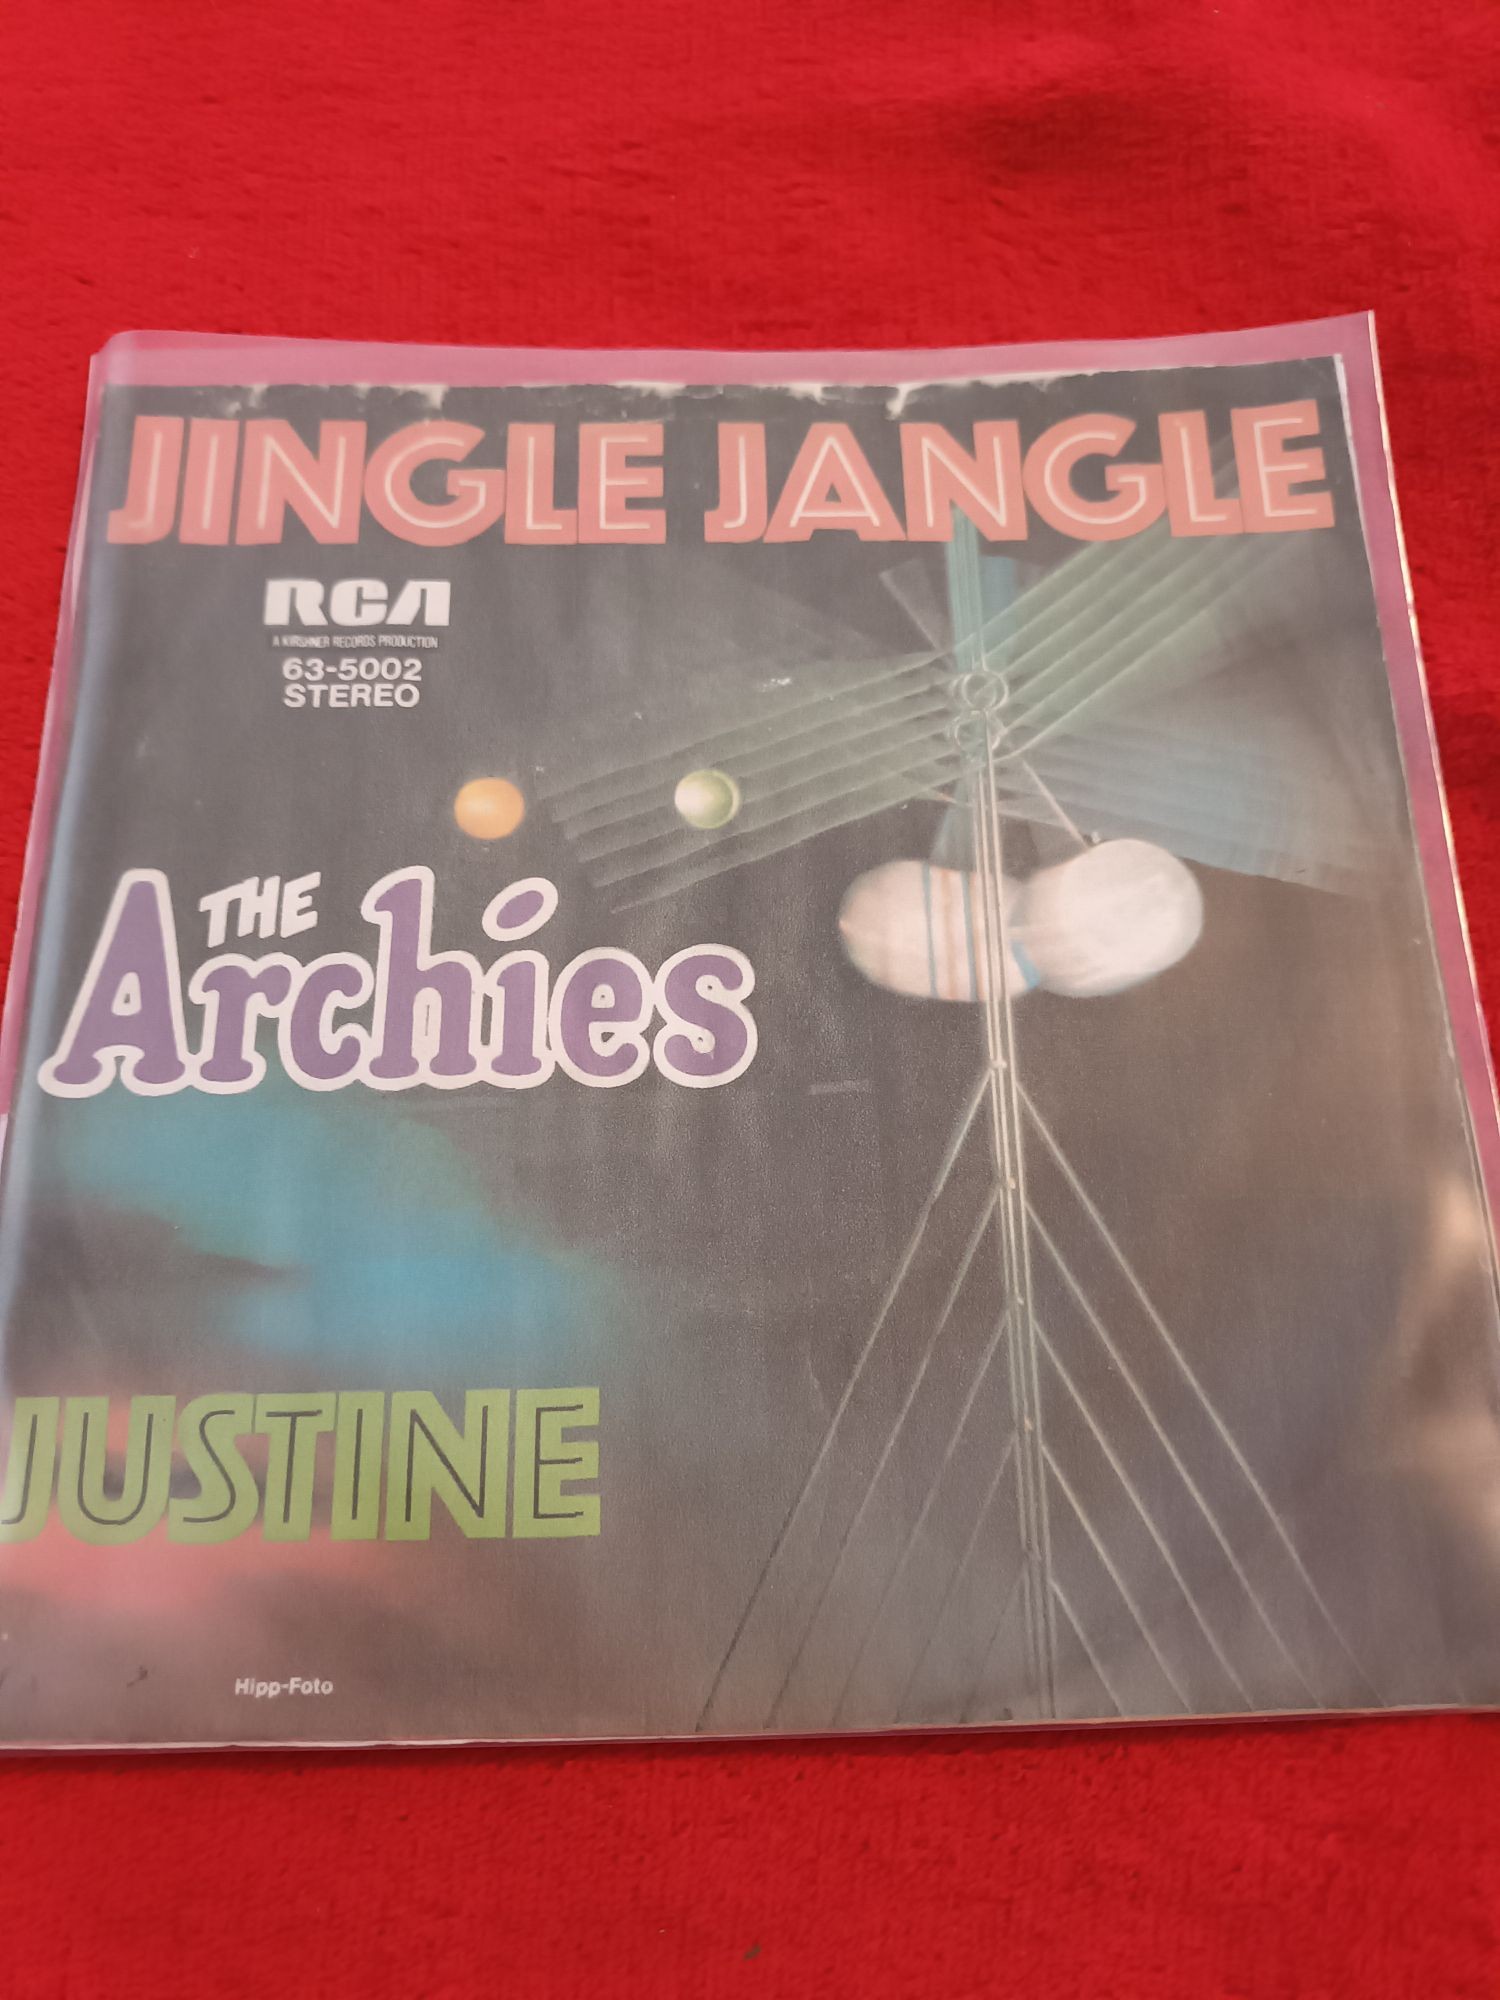 JINGLE JANGLE
RCA
A KIRSHNER RECORDS PRODUCTION
63-5002
STEREO
THE
Archies
JUSTINE
Hipp-Foto